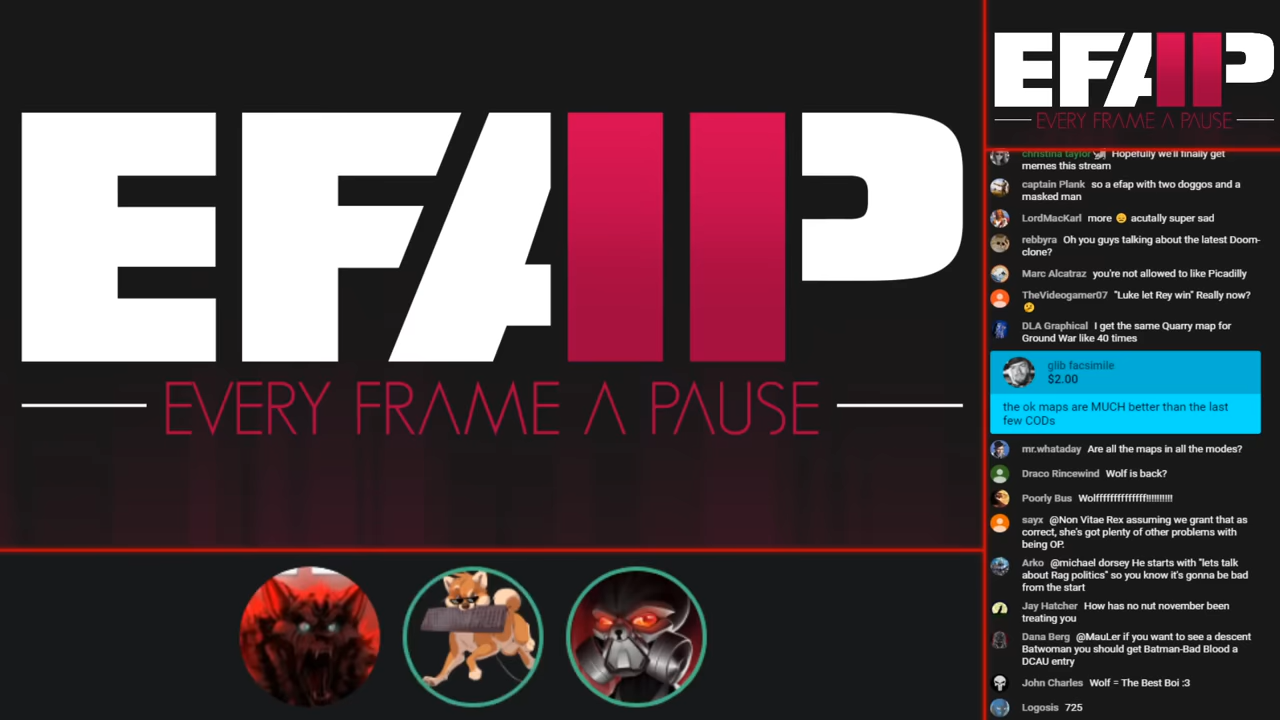 EFAP
EVERY FRAME A PAUSE
EFAP
EVERY FRAME A PAUSE
christina taylor Hopefully we'll finally get
memes this stream
captain Plank so a efap with two doggos and a
masked man
LordMacKarl more 😞 acutally super sad
rebbyra Oh you guys talking about the latest Doom-
clone?
Marc Alcatraz you're not allowed to like Picadilly
TheVideogamer07 "Luke let Rey win" Really now?
🤔
DLA Graphical I get the same Quarry map for
Ground War like 40 times
glib facsimile
$2.00
the ok maps are MUCH better than the last
few CODs
mr.whataday Are all the maps in all the modes?
Draco Rincewind Wolf is back?
Poorly Bus Wolffffffffffffff!!!!!!!!!!
sayx @Non Vitae Rex assuming we grant that as
correct, she's got plenty of other problems with
being OP.
Arko @michael dorsey He starts with "lets talk
about Rag politics" so you know it's gonna be bad
from the start
Jay Hatcher How has no nut november been
treating you
Dana Berg @MauLer if you want to see a descent
Batwoman you should get Batman-Bad Blood a
DCAU entry
John Charles Wolf = The Best Boi :3
Logosis 725